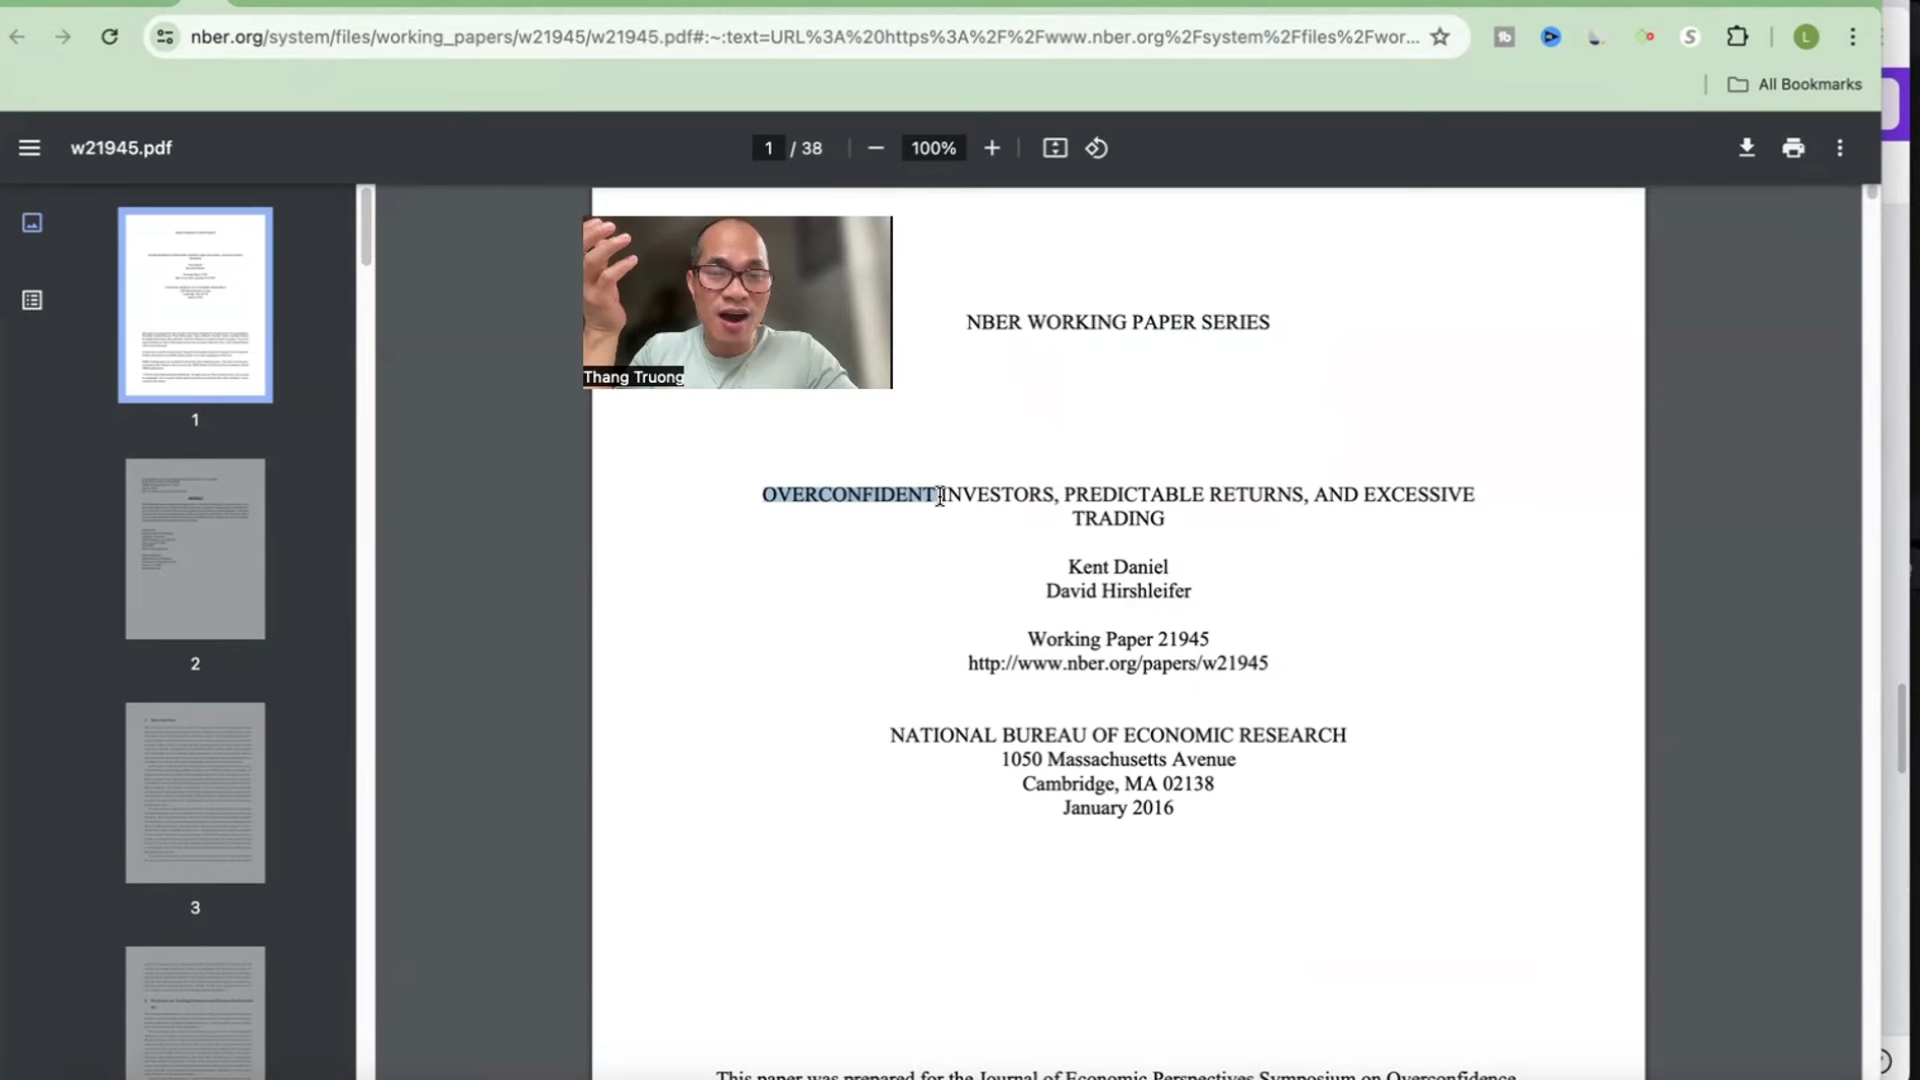 nber.org/system/files/working_papers/w21945/w21945.pdf#:~:text=URL%3A%20https%3A%2F%2Fwww.nber.org%2Fsystem%2Ffiles%2Fwor...
L
All Bookmarks
w21945.pdf
1 / 38
100%
1
2
3
Thang Truong
NBER WORKING PAPER SERIES
OVERCONFIDENT INVESTORS, PREDICTABLE RETURNS, AND EXCESSIVE
TRADING
Kent Daniel
David Hirshleifer
Working Paper 21945
http://www.nber.org/papers/w21945
NATIONAL BUREAU OF ECONOMIC RESEARCH
1050 Massachusetts Avenue
Cambridge, MA 02138
January 2016
This paper was prepared for the Journal of Economic Perspectives Symposium on Overconfidence